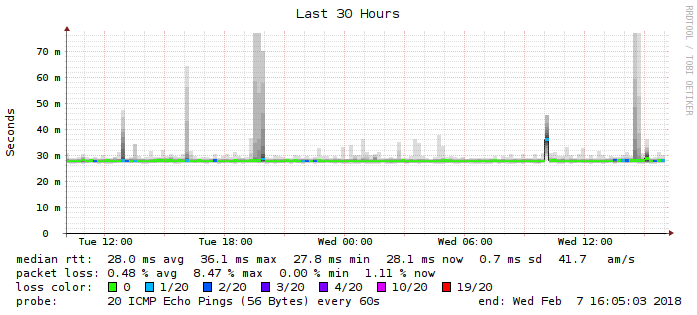 Last 30 Hours
RRDTOOL / TOBI OETIKER
Seconds
70 m
60 m
50 m
40 m
30 m
20 m
10 m
0
Tue 12:00 Tue 18:00 Wed 00:00 Wed 06:00 Wed 12:00
median rtt: 28.0 ms avg 36.1 ms max 27.8 ms min 28.1 ms now 0.7 ms sd 41.7 am/s
packet loss: 0.48 % avg 8.47 % max 0.00 % min 1.11 % now
loss color: 0 1/20 2/20 3/20 4/20 10/20 19/20
probe: 20 ICMP Echo Pings (56 Bytes) every 60s end: Wed Feb 7 16:05:03 2018